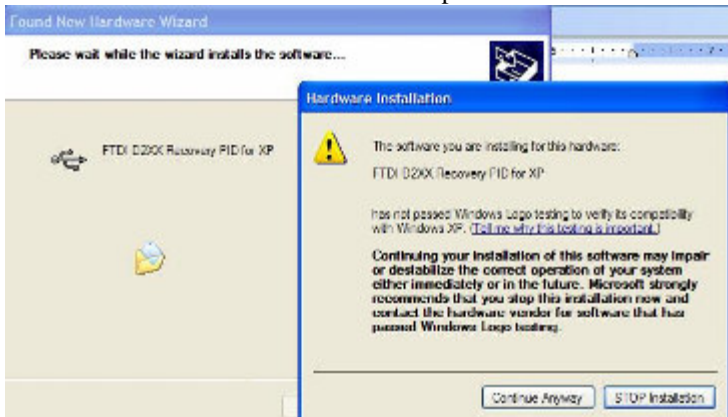 Found New Hardware Wizard
Please wait while the wizard installs the software...
FTDI D2XX Recovery PID for XP
Hardware Installation
The software you are installing for this hardware:
FTDI D2XX Recovery PID for XP
has not passed Windows Logo testing to verify its compatibility
with Windows XP. (Tell me why this testing is important.)
Continuing your installation of this software may impair
or destabilize the correct operation of your system
either immediately or in the future. Microsoft strongly
recommends that you stop this installation now and
contact the hardware vendor for software that has
passed Windows Logo testing.
Continue Anyway
STOP Installation